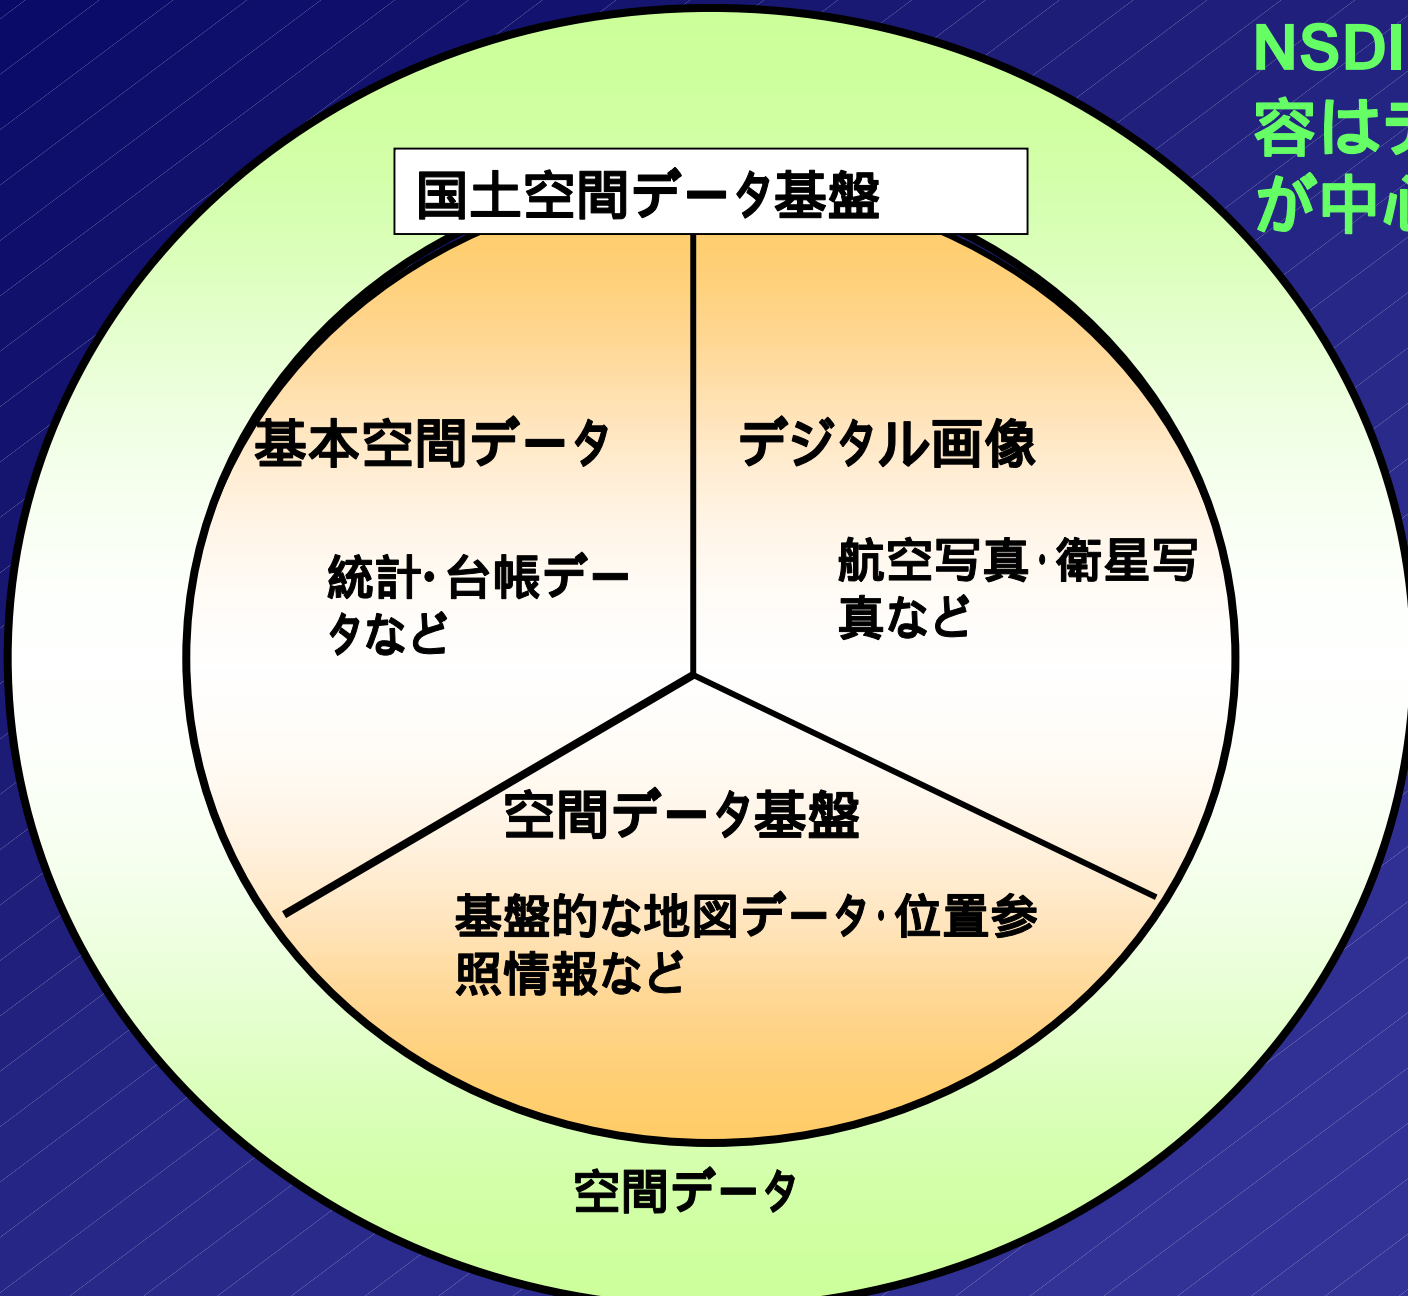 NSDI
容は
が中
国土空間データ基盤
基本空間データ
デジタル画像
統計・台帳デー
タなど
航空写真・衛星写
真など
空間データ基盤
基盤的な地図データ・位置参
照情報など
空間データ